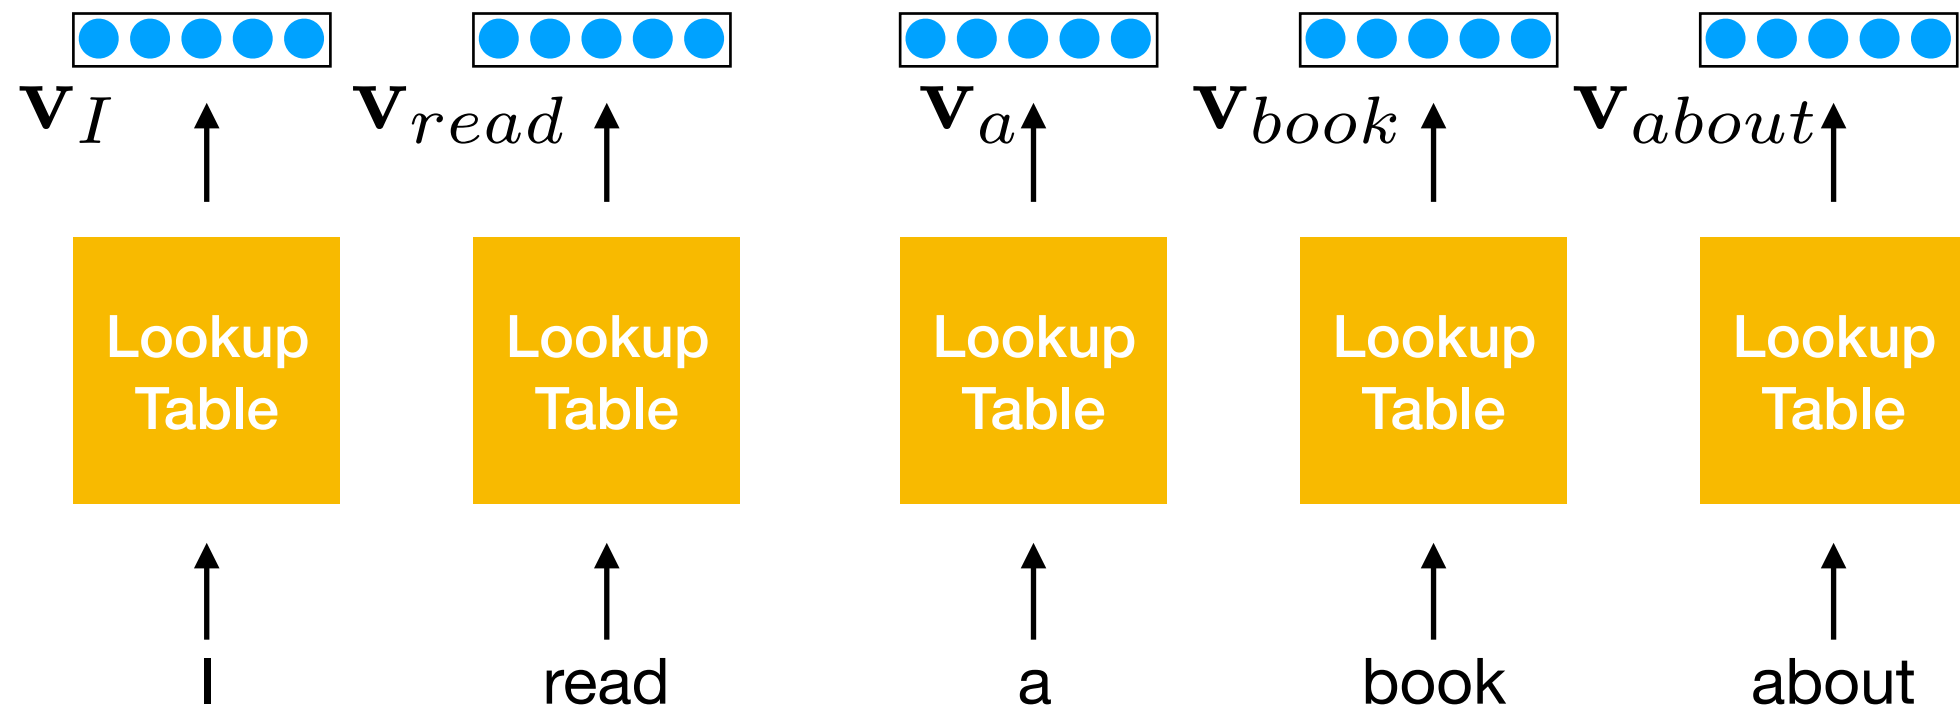 v_I v_read v_a v_book v_about
Lookup Lookup Lookup Lookup Lookup
Table Table Table Table Table
I read a book about